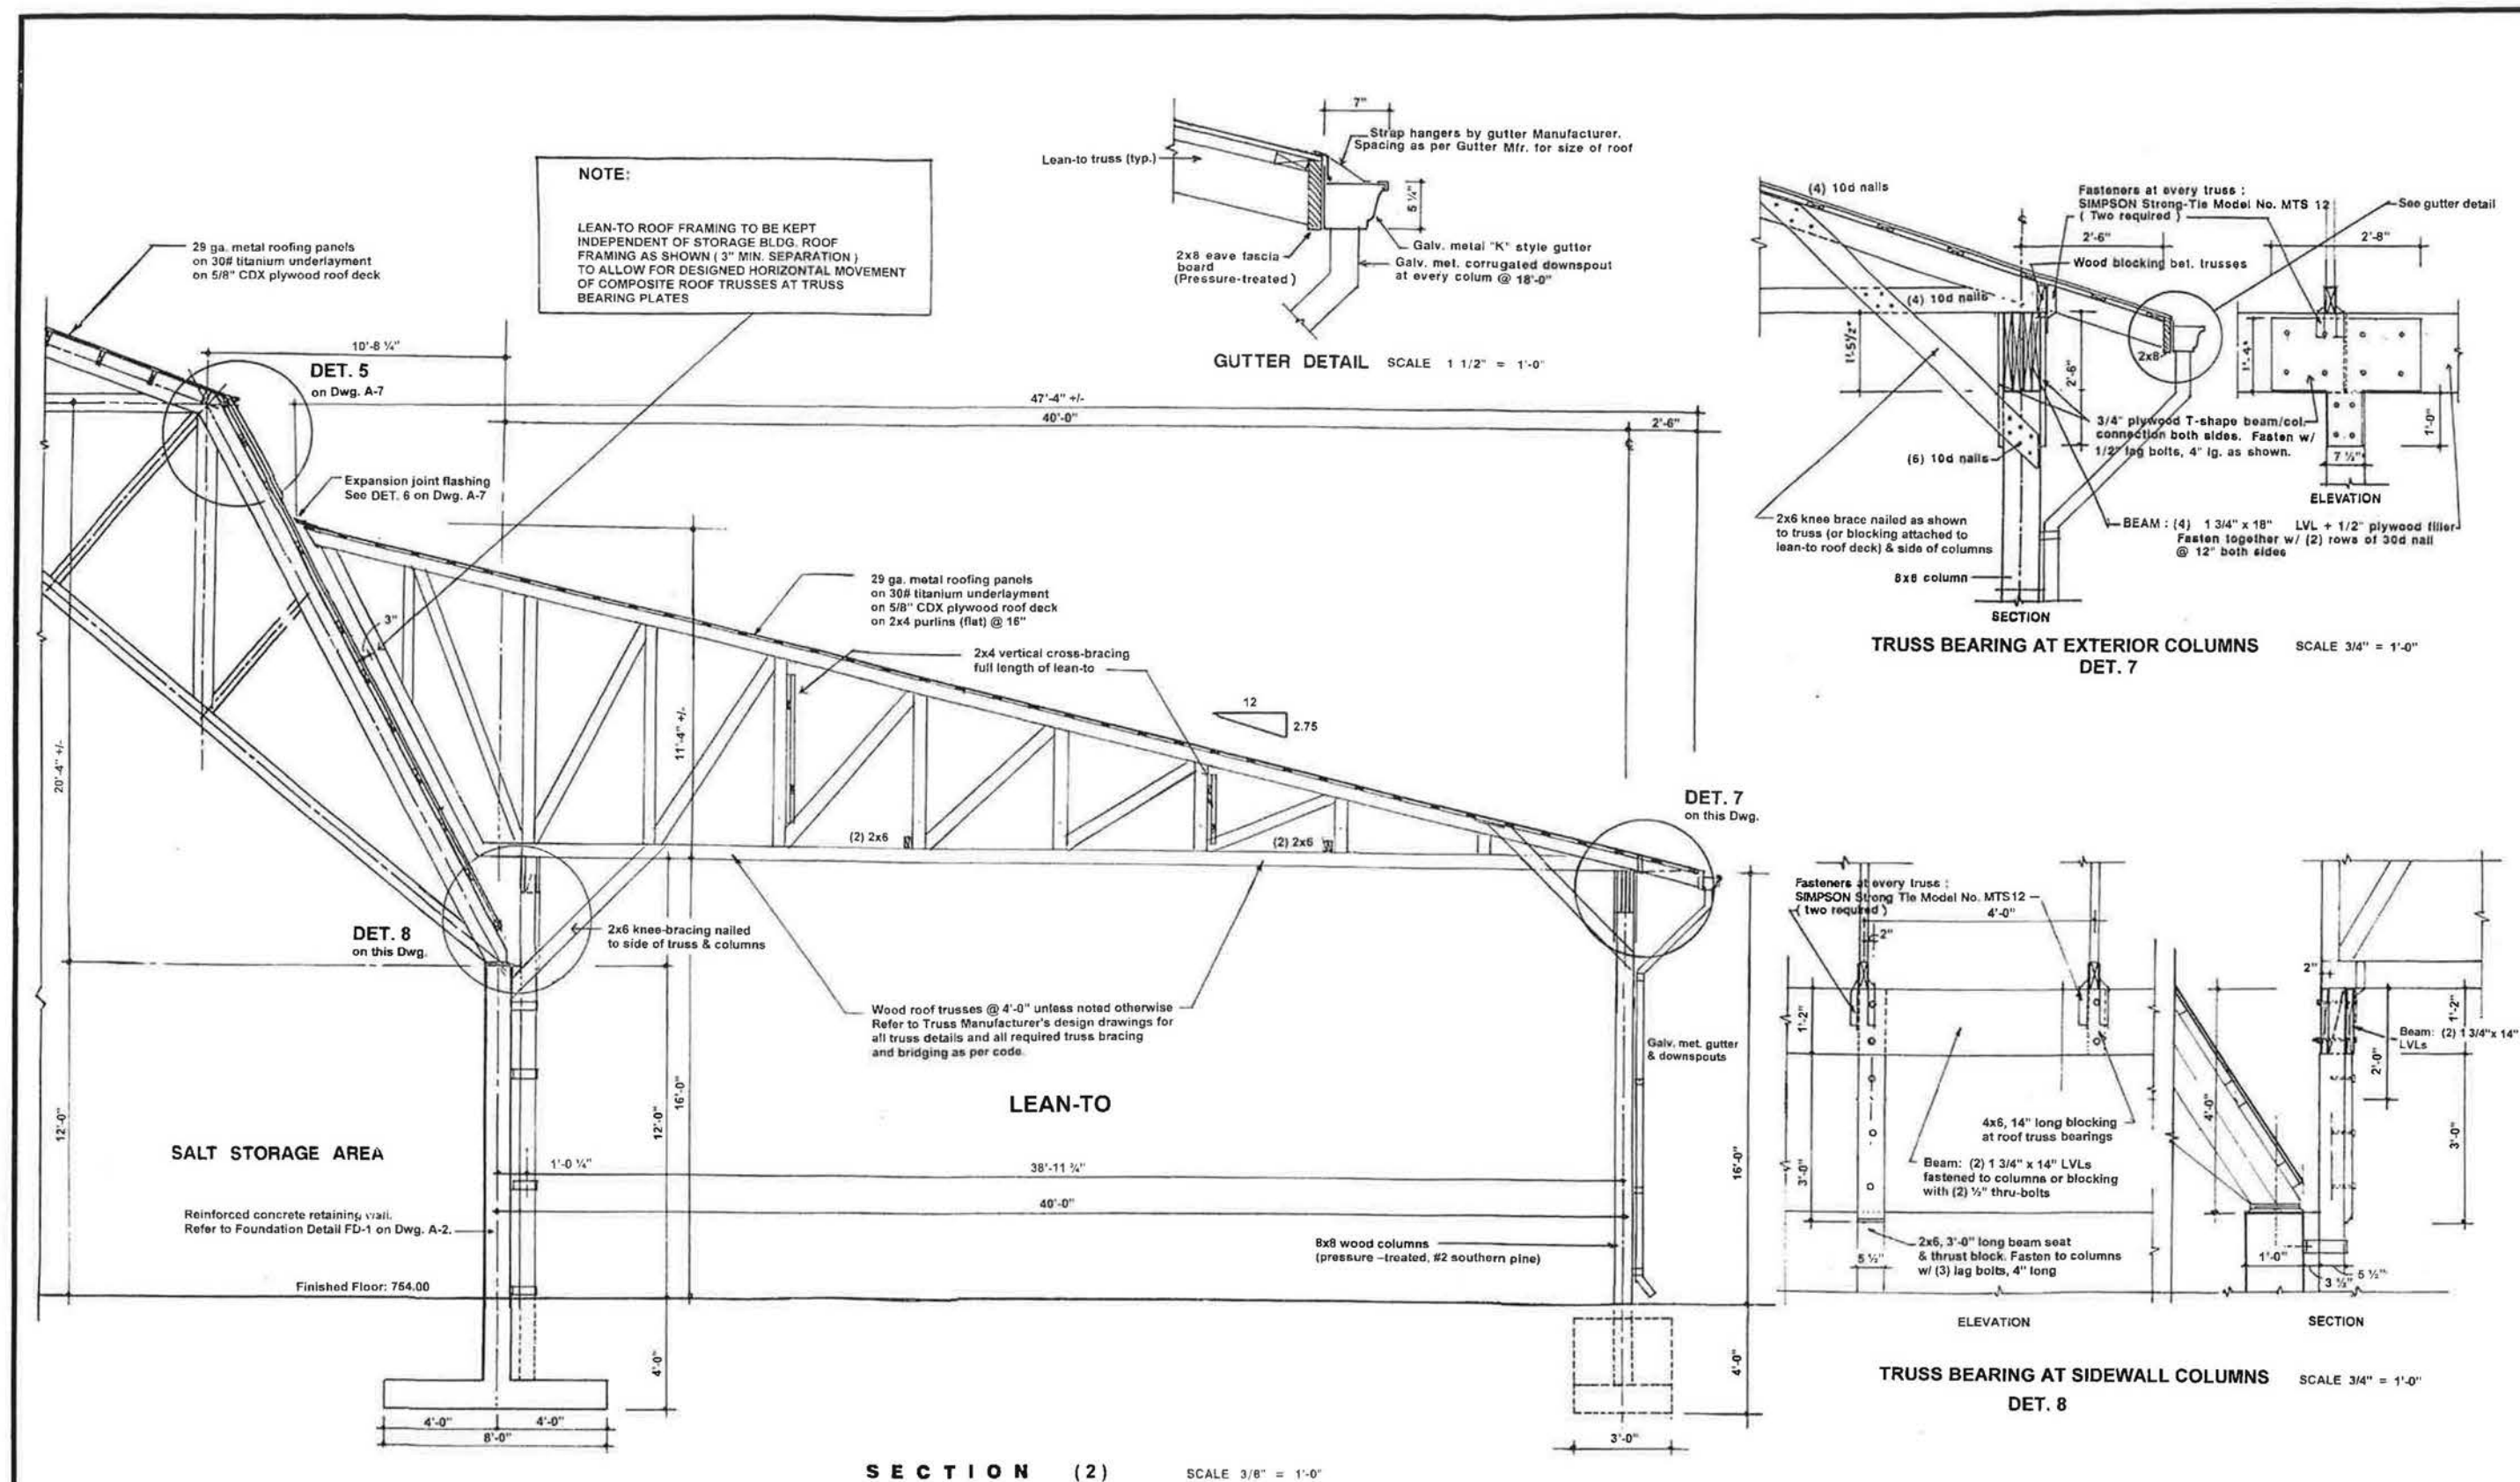 NOTE:
LEAN-TO ROOF FRAMING TO BE KEPT
INDEPENDENT OF STORAGE BLDG. ROOF
FRAMING AS SHOWN ( 3" MIN. SEPARATION )
TO ALLOW FOR DESIGNED HORIZONTAL MOVEMENT
OF COMPOSITE ROOF TRUSSES AT TRUSS
BEARING PLATES
29 ga. metal roofing panels
on 30# titanium underlayment
on 5/8" CDX plywood roof deck
10'-8 ¼"
DET. 5
on Dwg. A-7
Expansion joint flashing
See DET. 6 on Dwg. A-7
47'-4" +/-
40'-0"
2'-6"
3"
20'-4" +/-
11'-4" +/-
29 ga. metal roofing panels
on 30# titanium underlayment
on 5/8" CDX plywood roof deck
on 2x4 purlins (flat) @ 16"
2x4 vertical cross-bracing
full length of lean-to
12
2.75
(2) 2x6
(2) 2x6
DET. 7
on this Dwg.
DET. 8
on this Dwg.
2x6 knee-bracing nailed
to side of truss & columns
Wood roof trusses @ 4'-0" unless noted otherwise
Refer to Truss Manufacturer's design drawings for
all truss details and all required truss bracing
and bridging as per code.
Galv. met. gutter
& downspouts
LEAN-TO
12'-0"
12'-0"
16'-0"
16'-0"
SALT STORAGE AREA
1'-0 ¼"
38'-11 ¾"
40'-0"
Reinforced concrete retaining wall.
Refer to Foundation Detail FD-1 on Dwg. A-2.
8x8 wood columns
(pressure –treated, #2 southern pine)
Finished Floor: 754.00
4'-0"
4'-0"
4'-0"
4'-0"
8'-0"
3'-0"
SECTION (2) SCALE 3/8" = 1'-0"
7"
Strap hangers by gutter Manufacturer.
Spacing as per Gutter Mfr. for size of roof
Lean-to truss (typ.)
5 ¼"
2x8 eave fascia
board
(Pressure-treated )
Galv. metal "K" style gutter
Galv. met. corrugated downspout
at every colum @ 18'-0"
GUTTER DETAIL SCALE 1 1/2" = 1'-0"
(4) 10d nails
Fasteners at every truss :
SIMPSON Strong-Tie Model No. MTS 12
( Two required )
See gutter detail
2'-6"
2'-8"
Wood blocking bet. trusses
(4) 10d nails
1'-5½"
2'-6"
2x8
1'-4"
1'-0"
3/4" plywood T-shape beam/col.
connection both sides. Fasten w/
1/2" lag bolts, 4" lg. as shown.
(6) 10d nails
7 ½"
ELEVATION
2x6 knee brace nailed as shown
to truss (or blocking attached to
lean-to roof deck) & side of columns
BEAM : (4) 1 3/4" x 18" LVL + 1/2" plywood filler
Fasten together w/ (2) rows of 30d nail
@ 12" both sides
8x8 column
SECTION
TRUSS BEARING AT EXTERIOR COLUMNS SCALE 3/4" = 1'-0"
DET. 7
Fasteners at every truss :
SIMPSON Strong Tie Model No. MTS12
( two required )
4'-0"
2"
2"
1'-2"
1'-2"
Beam: (2) 1 3/4"x 14"
LVLs
2'-0"
4'-0"
3'-0"
3'-0"
4x6, 14" long blocking
at roof truss bearings
Beam: (2) 1 3/4" x 14" LVLs
fastened to columns or blocking
with (2) ½" thru-bolts
2x6, 3'-0" long beam seat
& thrust block. Fasten to columns
w/ (3) lag bolts, 4" long
5 ½"
1'-0"
3 ½"
5 ½"
ELEVATION
SECTION
TRUSS BEARING AT SIDEWALL COLUMNS SCALE 3/4" = 1'-0"
DET. 8